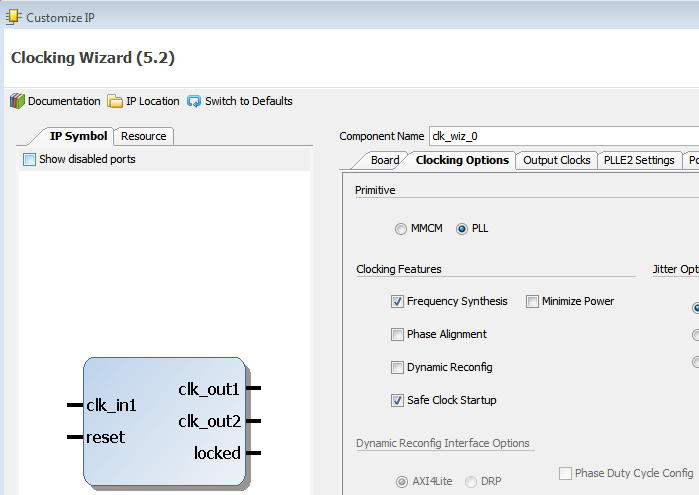 Customize IP
Clocking Wizard (5.2)
Documentation IP Location Switch to Defaults
IP Symbol Resource
Show disabled ports
clk_in1
reset
clk_out1
clk_out2
locked
Component Name clk_wiz_0
Board Clocking Options Output Clocks PLLE2 Settings Po
Primitive
MMCM PLL
Clocking Features Jitter Opti
Frequency Synthesis Minimize Power
Phase Alignment
Dynamic Reconfig
Safe Clock Startup
Dynamic Reconfig Interface Options
AXI4Lite DRP Phase Duty Cycle Config